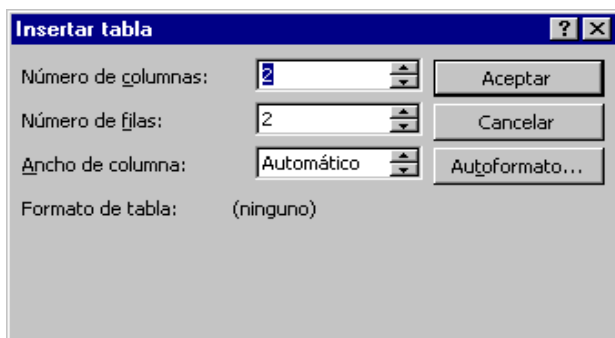 Insertar tabla
Número de columnas: 2 Aceptar
Número de filas: 2 Cancelar
Ancho de columna: Automático Autoformato...
Formato de tabla: (ninguno)